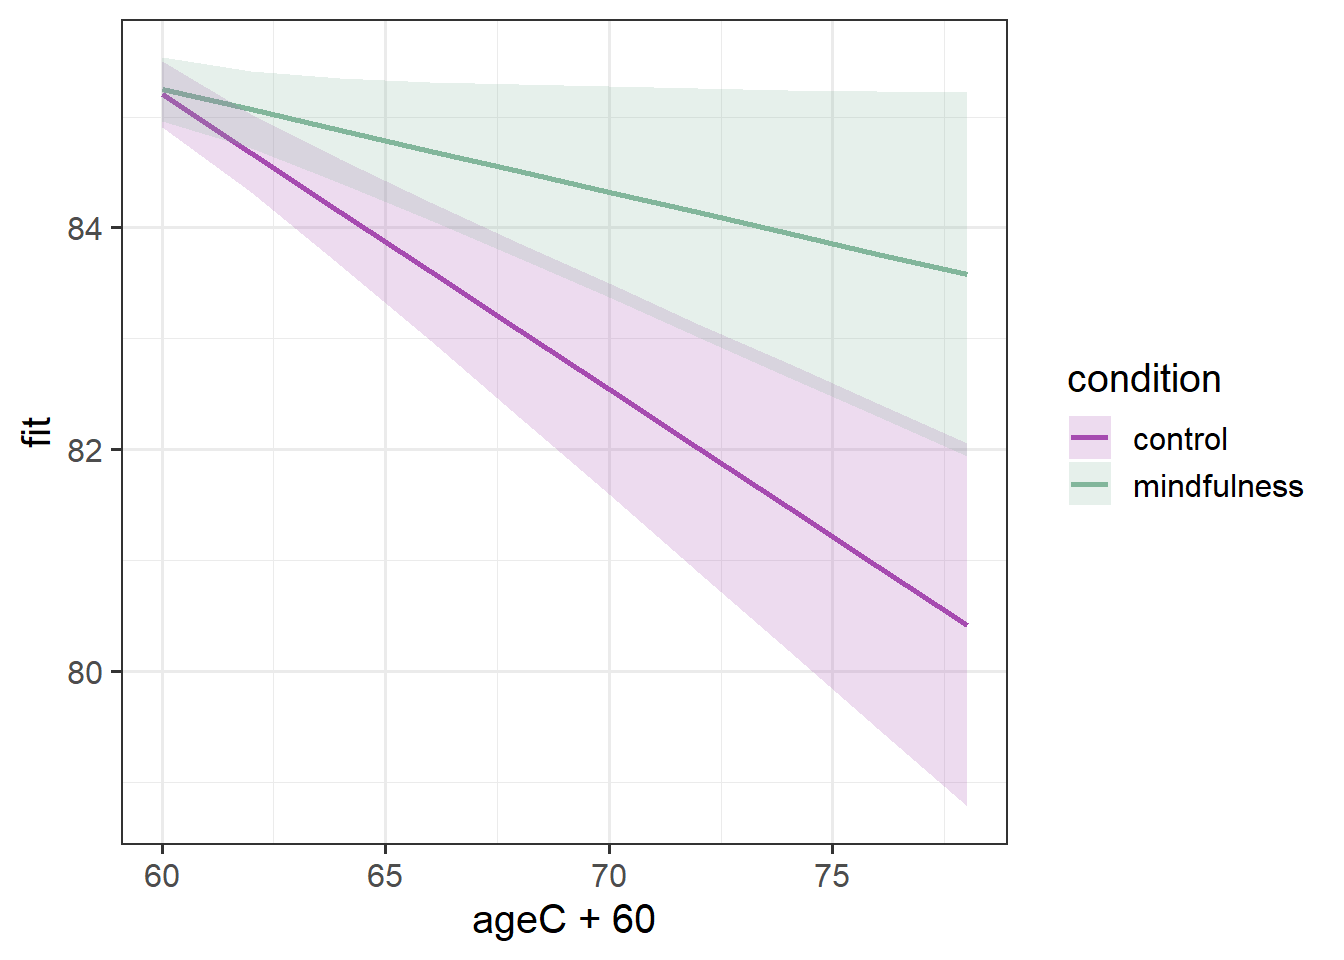 fit
84
82
80
60 65 70 75
ageC + 60
condition
control
mindfulness